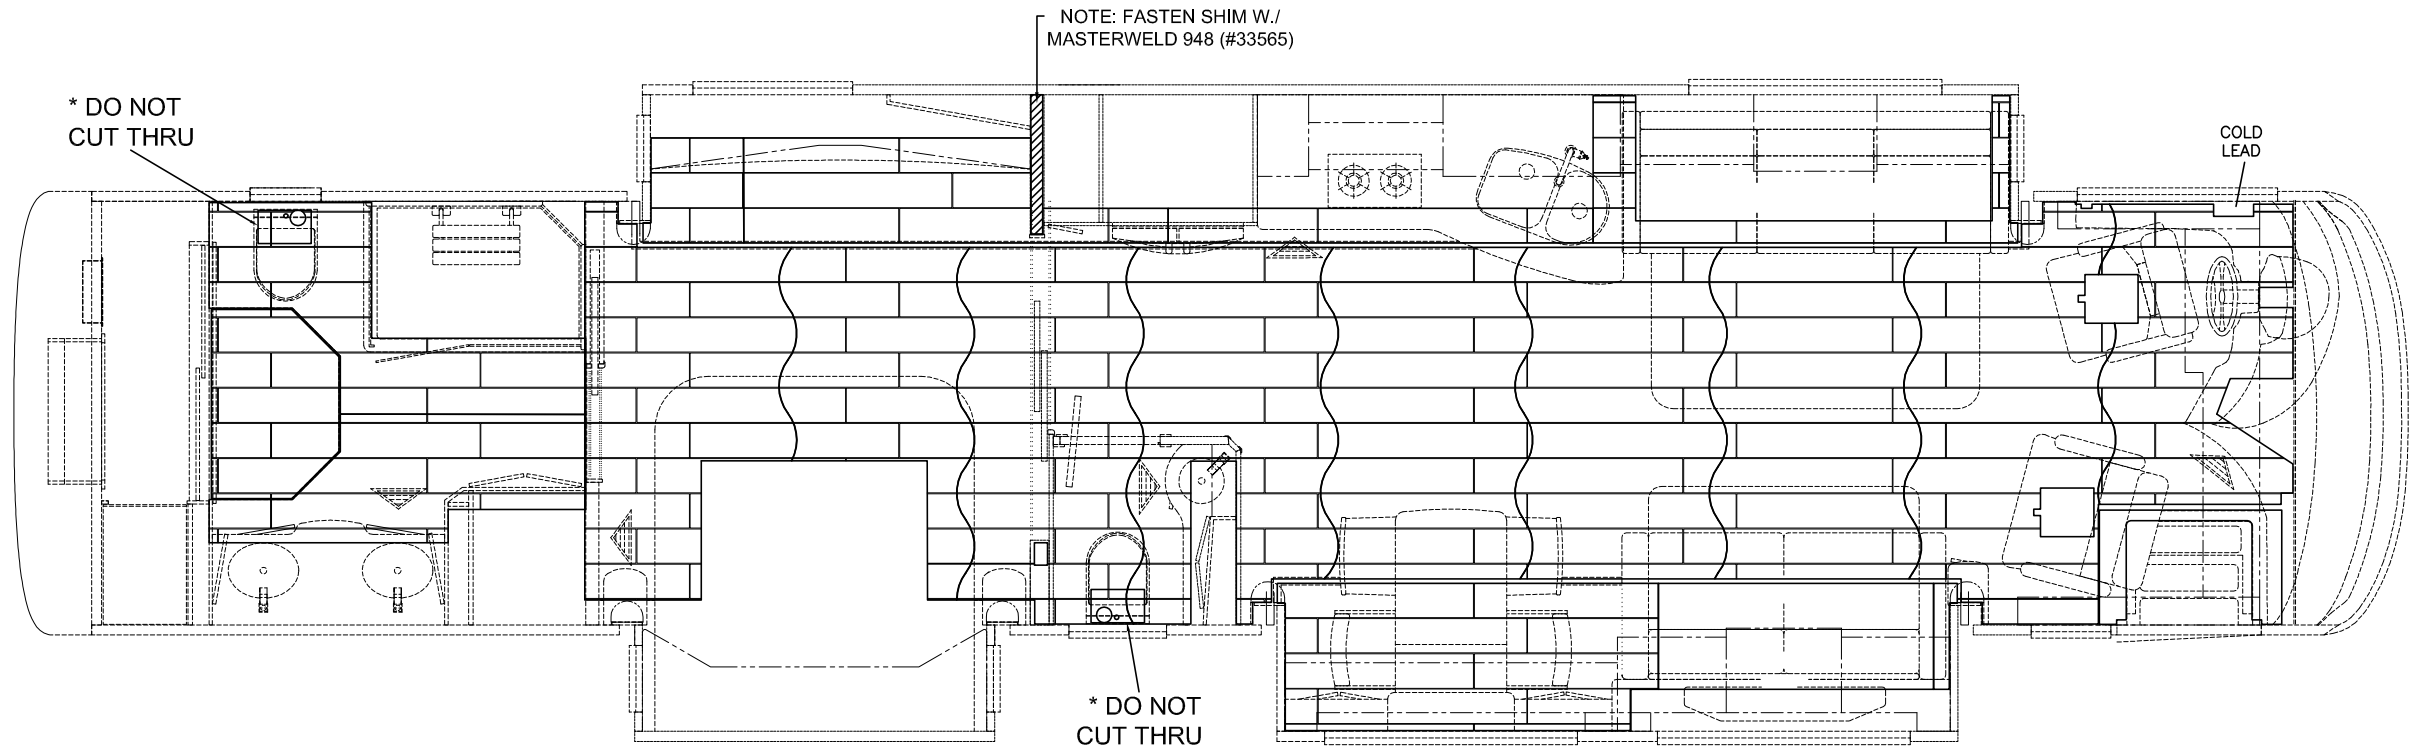 NOTE: FASTEN SHIM W./
MASTERWELD 948 (#33565)
* DO NOT
CUT THRU
COLD
LEAD
* DO NOT
CUT THRU